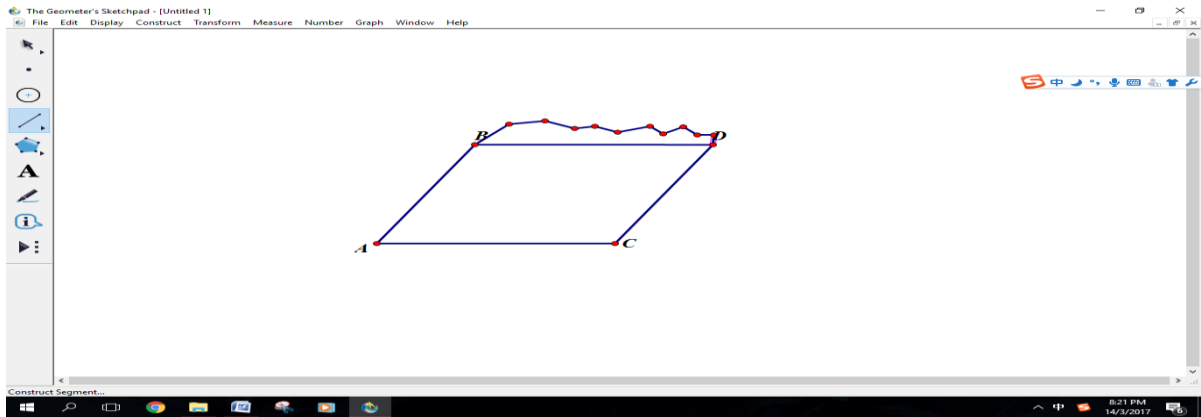 The Geometer's Sketchpad - [Untitled 1]
File Edit Display Construct Transform Measure Number Graph Window Help
A
中
B
D
A
C
Construct Segment...
中
8:21 PM
14/3/2017